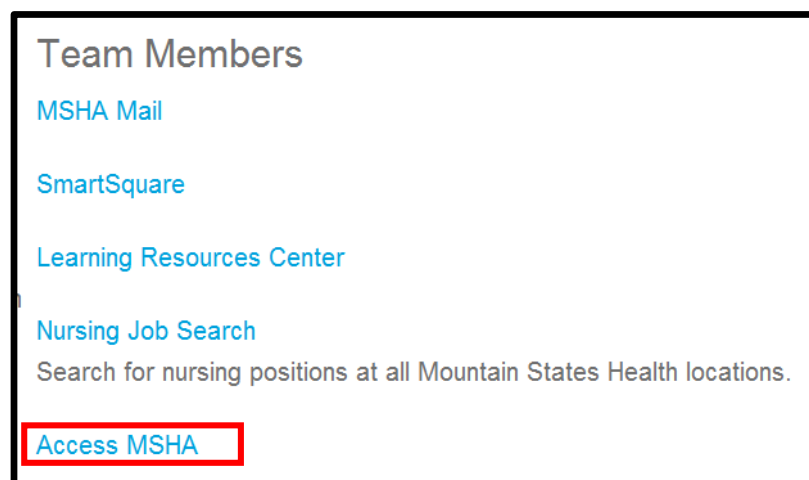 Team Members
MSHA Mail
SmartSquare
Learning Resources Center
Nursing Job Search
Search for nursing positions at all Mountain States Health locations.
Access MSHA